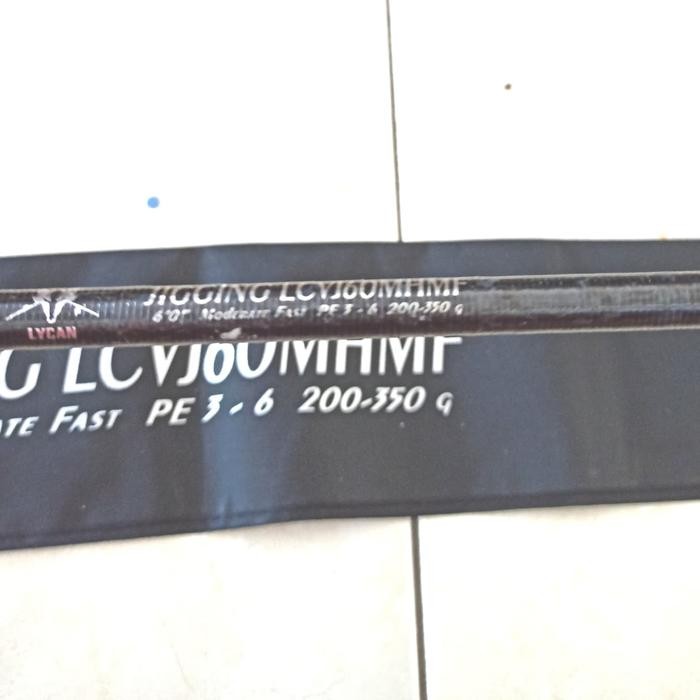 JIGGING LCVJ60MHMF
6'0" Moderate Fast PE 3 - 6 200-350 g
LYCAN
G LCVJ60MHMF
ATE FAST PE 3 - 6 200-350 g